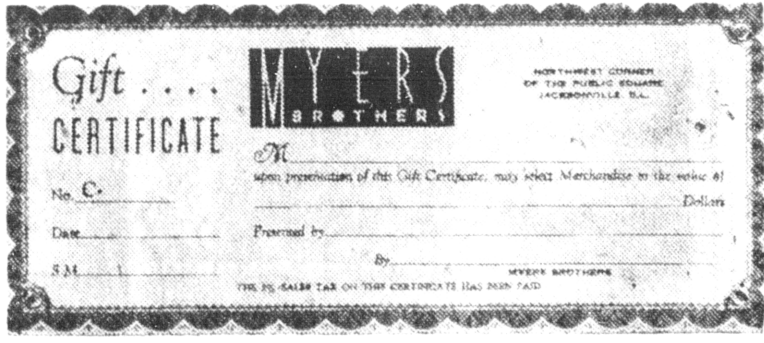 Gift ....
CERTIFICATE
MYERS
BROTHERS
NORTHWEST CORNER
OF THE PUBLIC SQUARE
JACKSONVILLE, ILL.
M
upon presentation of this Gift Certificate, may select Merchandise to the value of
Dollars
No. C.
Date
Presented by
S.M.
By
MYERS BROTHERS
SALES TAX ON THIS CERTIFICATE HAS BEEN PAID